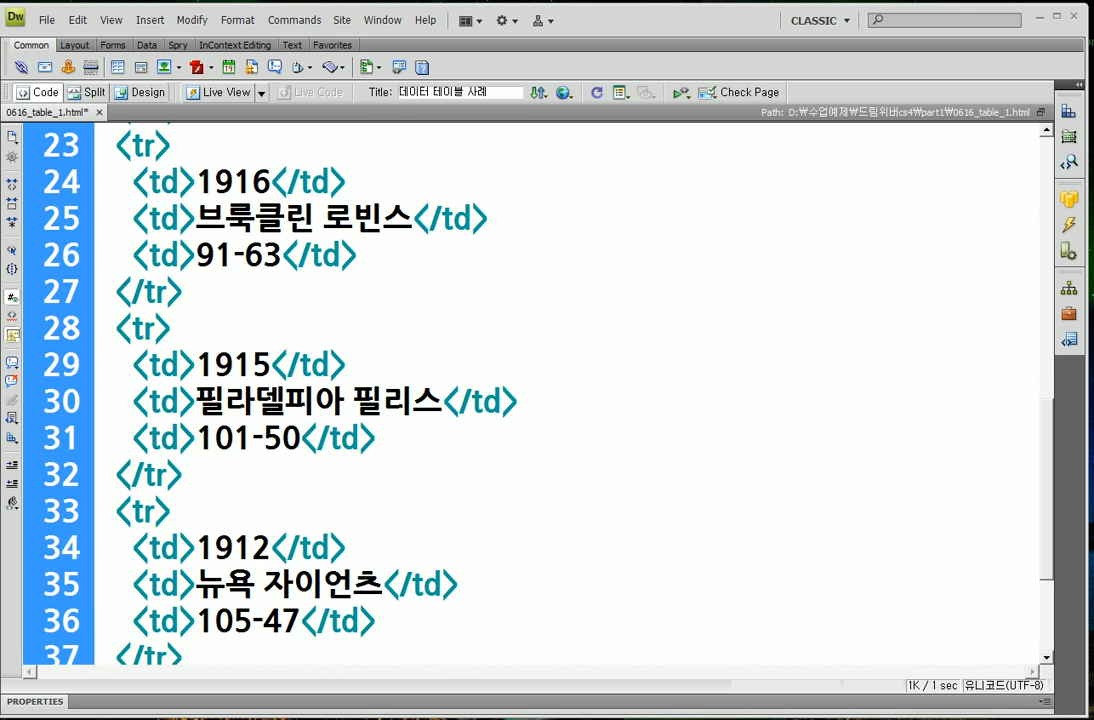 Dw File Edit View Insert Modify Format Commands Site Window Help CLASSIC
Common Layout Forms Data Spry InContext Editing Text Favorites
Code Split Design Live View Live Code Title: 데이터 테이블 사례 Check Page
0616_table_1.html* Path: D:₩수업예제₩드림위버cs4₩part1₩0616_table_1.html
23 <tr>
24 <td>1916</td>
25 <td>브룩클린 로빈스</td>
26 <td>91-63</td>
27 </tr>
28 <tr>
29 <td>1915</td>
30 <td>필라델피아 필리스</td>
31 <td>101-50</td>
32 </tr>
33 <tr>
34 <td>1912</td>
35 <td>뉴욕 자이언츠</td>
36 <td>105-47</td>
37 </tr>
1K / 1 sec 유니코드(UTF-8)
PROPERTIES